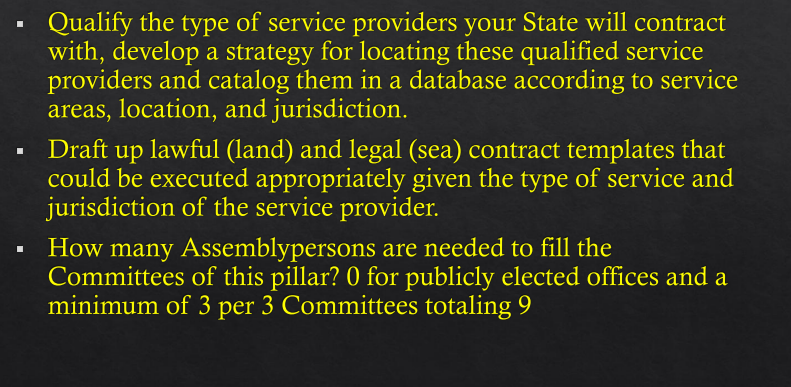 ▪ Qualify the type of service providers your State will contract
with, develop a strategy for locating these qualified service
providers and catalog them in a database according to service
areas, location, and jurisdiction.
▪ Draft up lawful (land) and legal (sea) contract templates that
could be executed appropriately given the type of service and
jurisdiction of the service provider.
▪ How many Assemblypersons are needed to fill the
Committees of this pillar? 0 for publicly elected offices and a
minimum of 3 per 3 Committees totaling 9